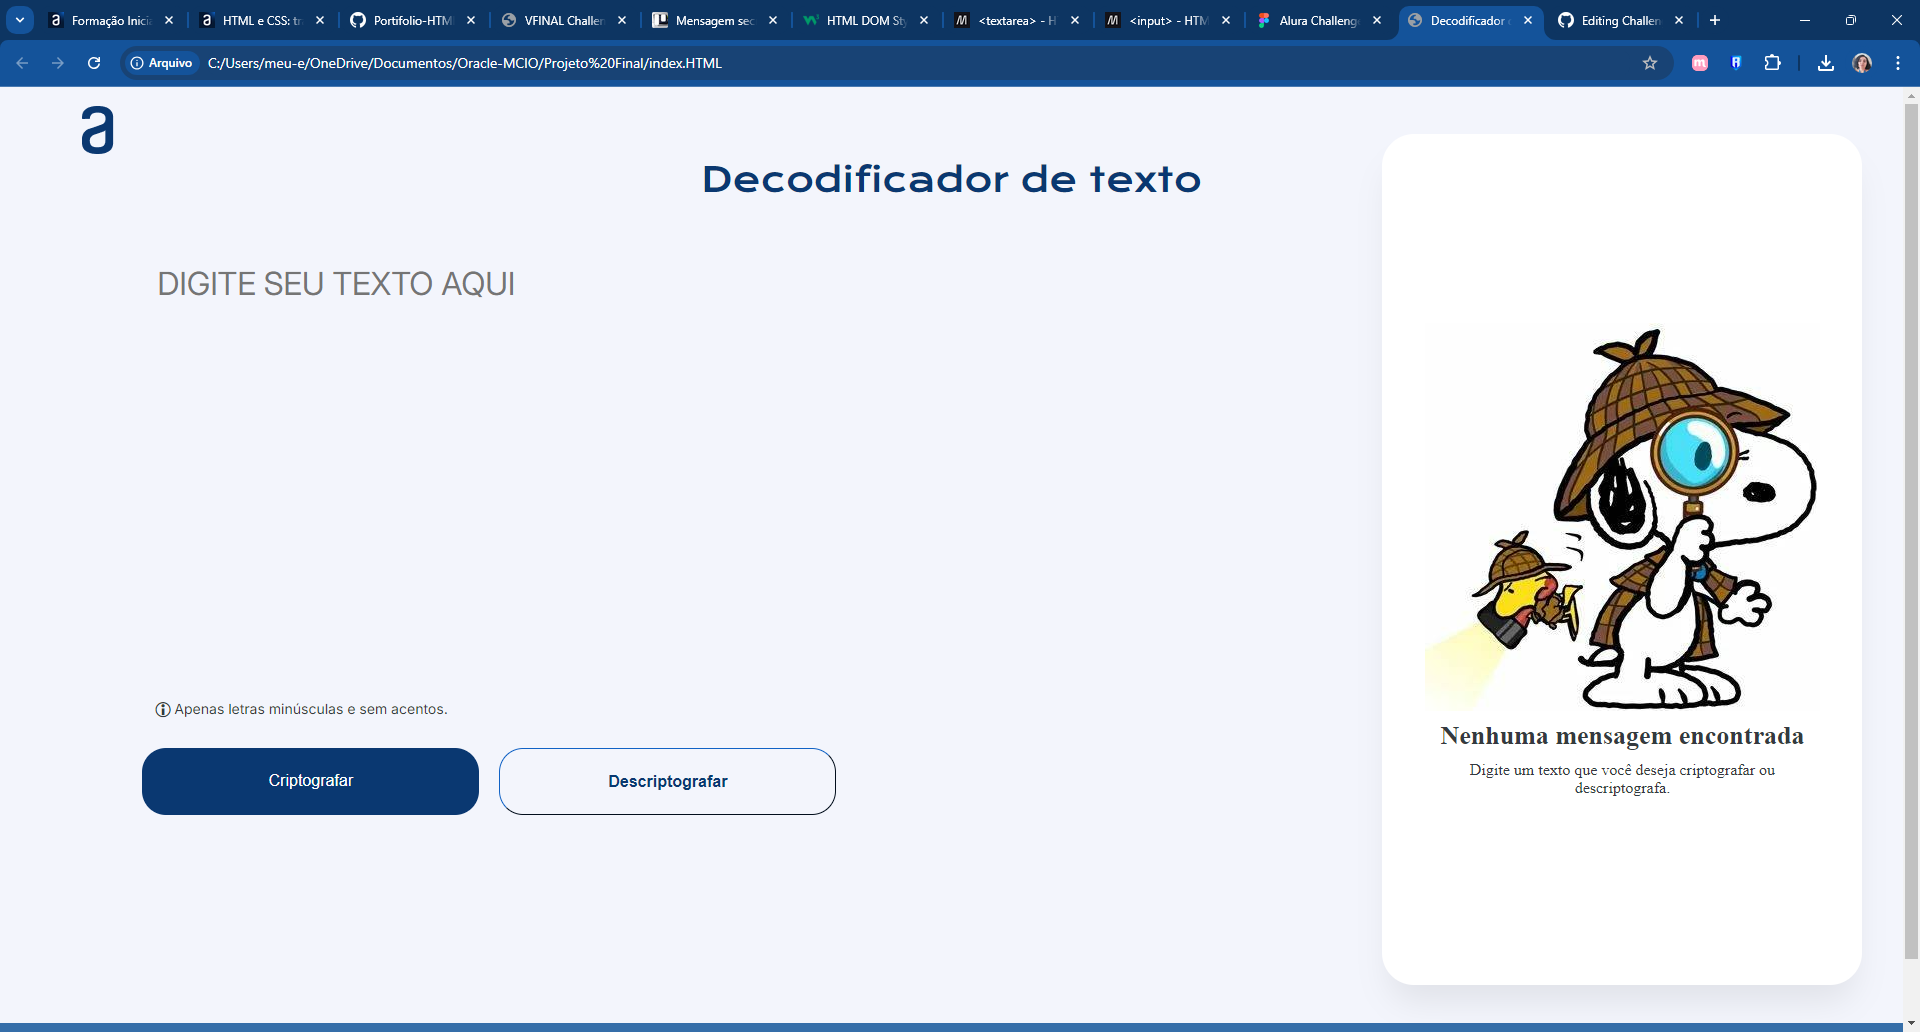 Formação Inici
HTML e CSS: tr
Portifolio-HTM
VFINAL Challen
Mensagem sec
HTML DOM Sty
<textarea> - H
<input> - HTM
Alura Challeng
Decodificador
Editing Challen
Arquivo
C:/Users/meu-e/OneDrive/Documentos/Oracle-MCIO/Projeto%20Final/index.HTML
a
Decodificador de texto
DIGITE SEU TEXTO AQUI
Apenas letras minúsculas e sem acentos.
Criptografar
Descriptografar
Nenhuma mensagem encontrada
Digite um texto que você deseja criptografar ou
descriptografa.